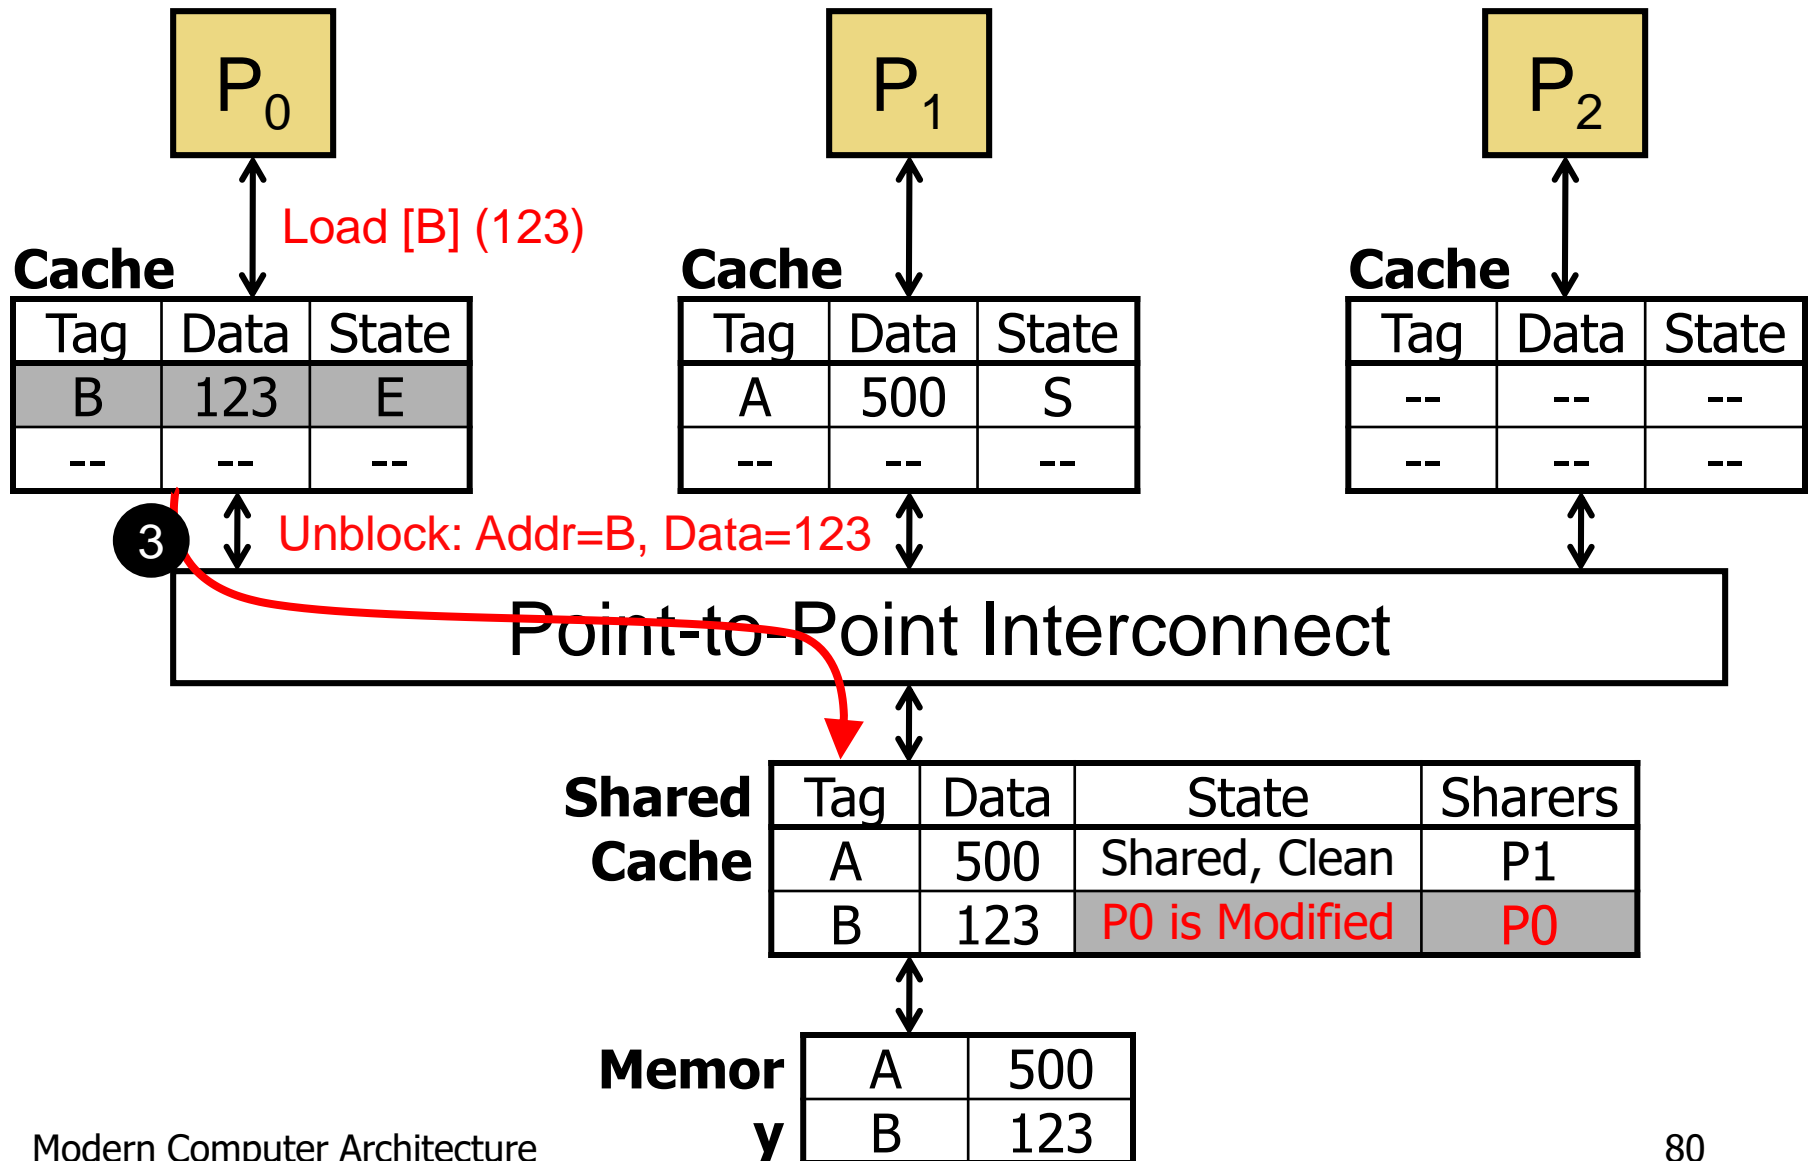 P0 P1 P2
Load [B] (123)
Cache Cache Cache
Tag Data State Tag Data State Tag Data State
B 123 E A 500 S -- -- --
-- -- -- -- -- -- -- -- --
3 Unblock: Addr=B, Data=123
Point-to-Point Interconnect
Shared Tag Data State Sharers
Cache A 500 Shared, Clean P1
B 123 P0 is Modified P0
Memor A 500
y B 123
Modern Computer Architecture 80